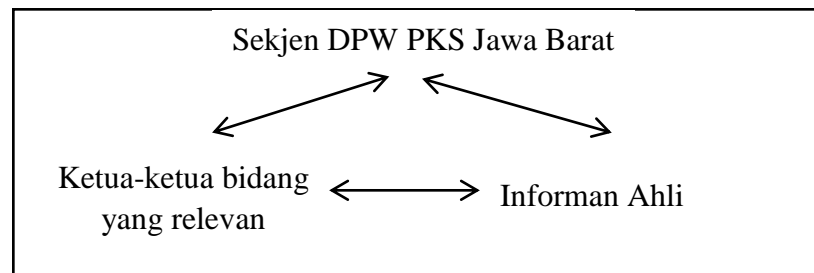 Sekjen DPW PKS Jawa Barat
Ketua-ketua bidang
yang relevan
Informan Ahli